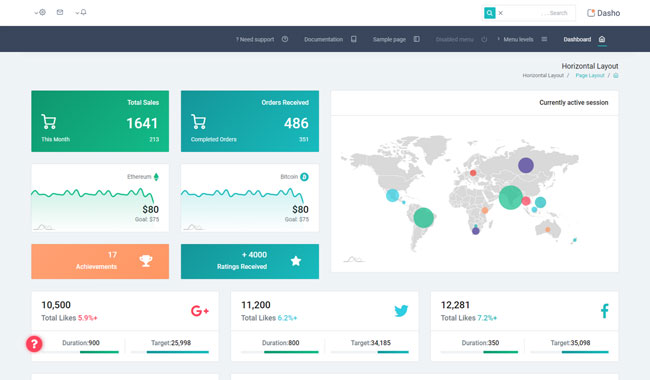 Dasho
Search . . .
Dashboard
Menu levels
Disabled menu
Sample page
Documentation
Need support ?
Horizontal Layout
Page Layout / Horizontal Layout /
Total Sales
1641
This Month 213
Orders Received
486
Completed Orders 351
Currently active session
Ethereum
$80
Goal: $75
Bitcoin
$80
Goal: $75
17
Achievements
+ 4000
Ratings Received
10,500
Total Likes 5.9%+
Duration:900
Target:25,998
11,200
Total Likes 6.2%+
Duration:800
Target:34,185
12,281
Total Likes 7.2%+
Duration:350
Target:35,098
?